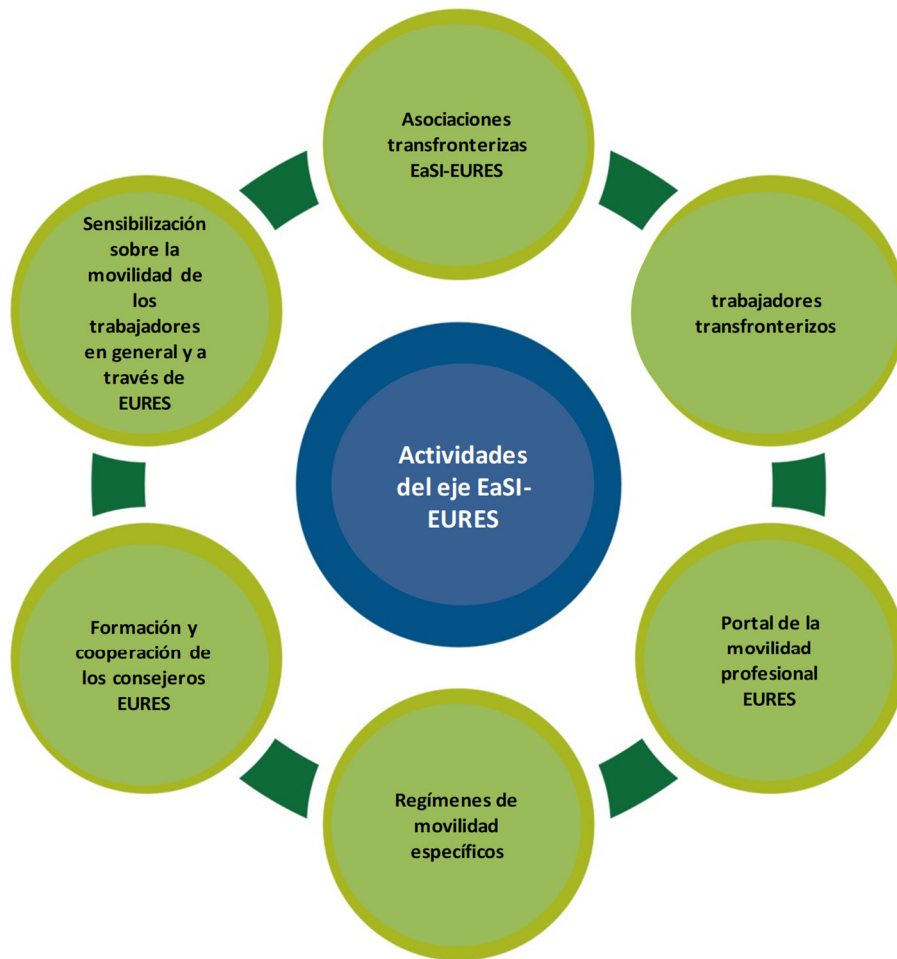 Asociaciones
transfronterizas
EaSI-EURES
trabajadores
transfronterizos
Portal de la
movilidad
profesional
EURES
Regímenes de
movilidad
específicos
Formación y
cooperación de
los consejeros
EURES
Sensibilización
sobre la
movilidad de
los
trabajadores
en general y a
través de
EURES
Actividades
del eje EaSI-
EURES